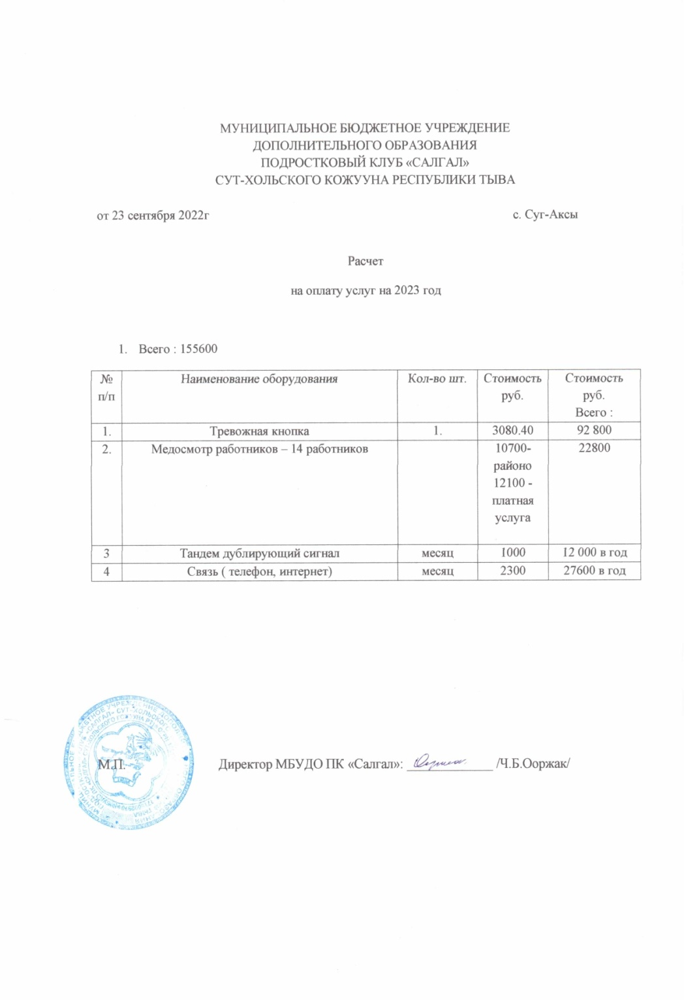 МУНИЦИПАЛЬНОЕ БЮДЖЕТНОЕ УЧРЕЖДЕНИЕ
ДОПОЛНИТЕЛЬНОГО ОБРАЗОВАНИЯ
ПОДРОСТКОВЫЙ КЛУБ «САЛГАЛ»
СУТ-ХОЛЬСКОГО КОЖУУНА РЕСПУБЛИКИ ТЫВА
от 23 сентября 2022г с. Суг-Аксы
Расчет
на оплату услуг на 2023 год
1. Всего : 155600
№ п/п Наименование оборудования Кол-во шт. Стоимость руб. Стоимость руб. Всего :
1. Тревожная кнопка 1. 3080.40 92 800
2. Медосмотр работников – 14 работников 10700- районо 12100 - платная услуга 22800
3 Тандем дублирующий сигнал месяц 1000 12 000 в год
4 Связь ( телефон, интернет) месяц 2300 27600 в год
М.П. Директор МБУДО ПК «Салгал»: /Ч.Б.Ооржак/